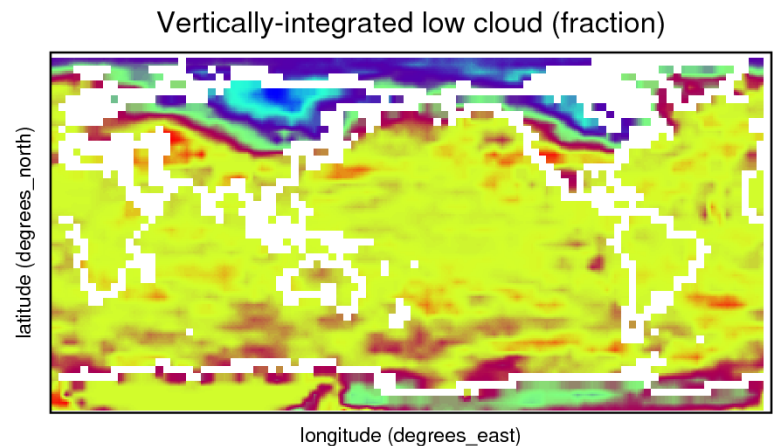 Vertically-integrated low cloud (fraction)
latitude (degrees_north)
longitude (degrees_east)